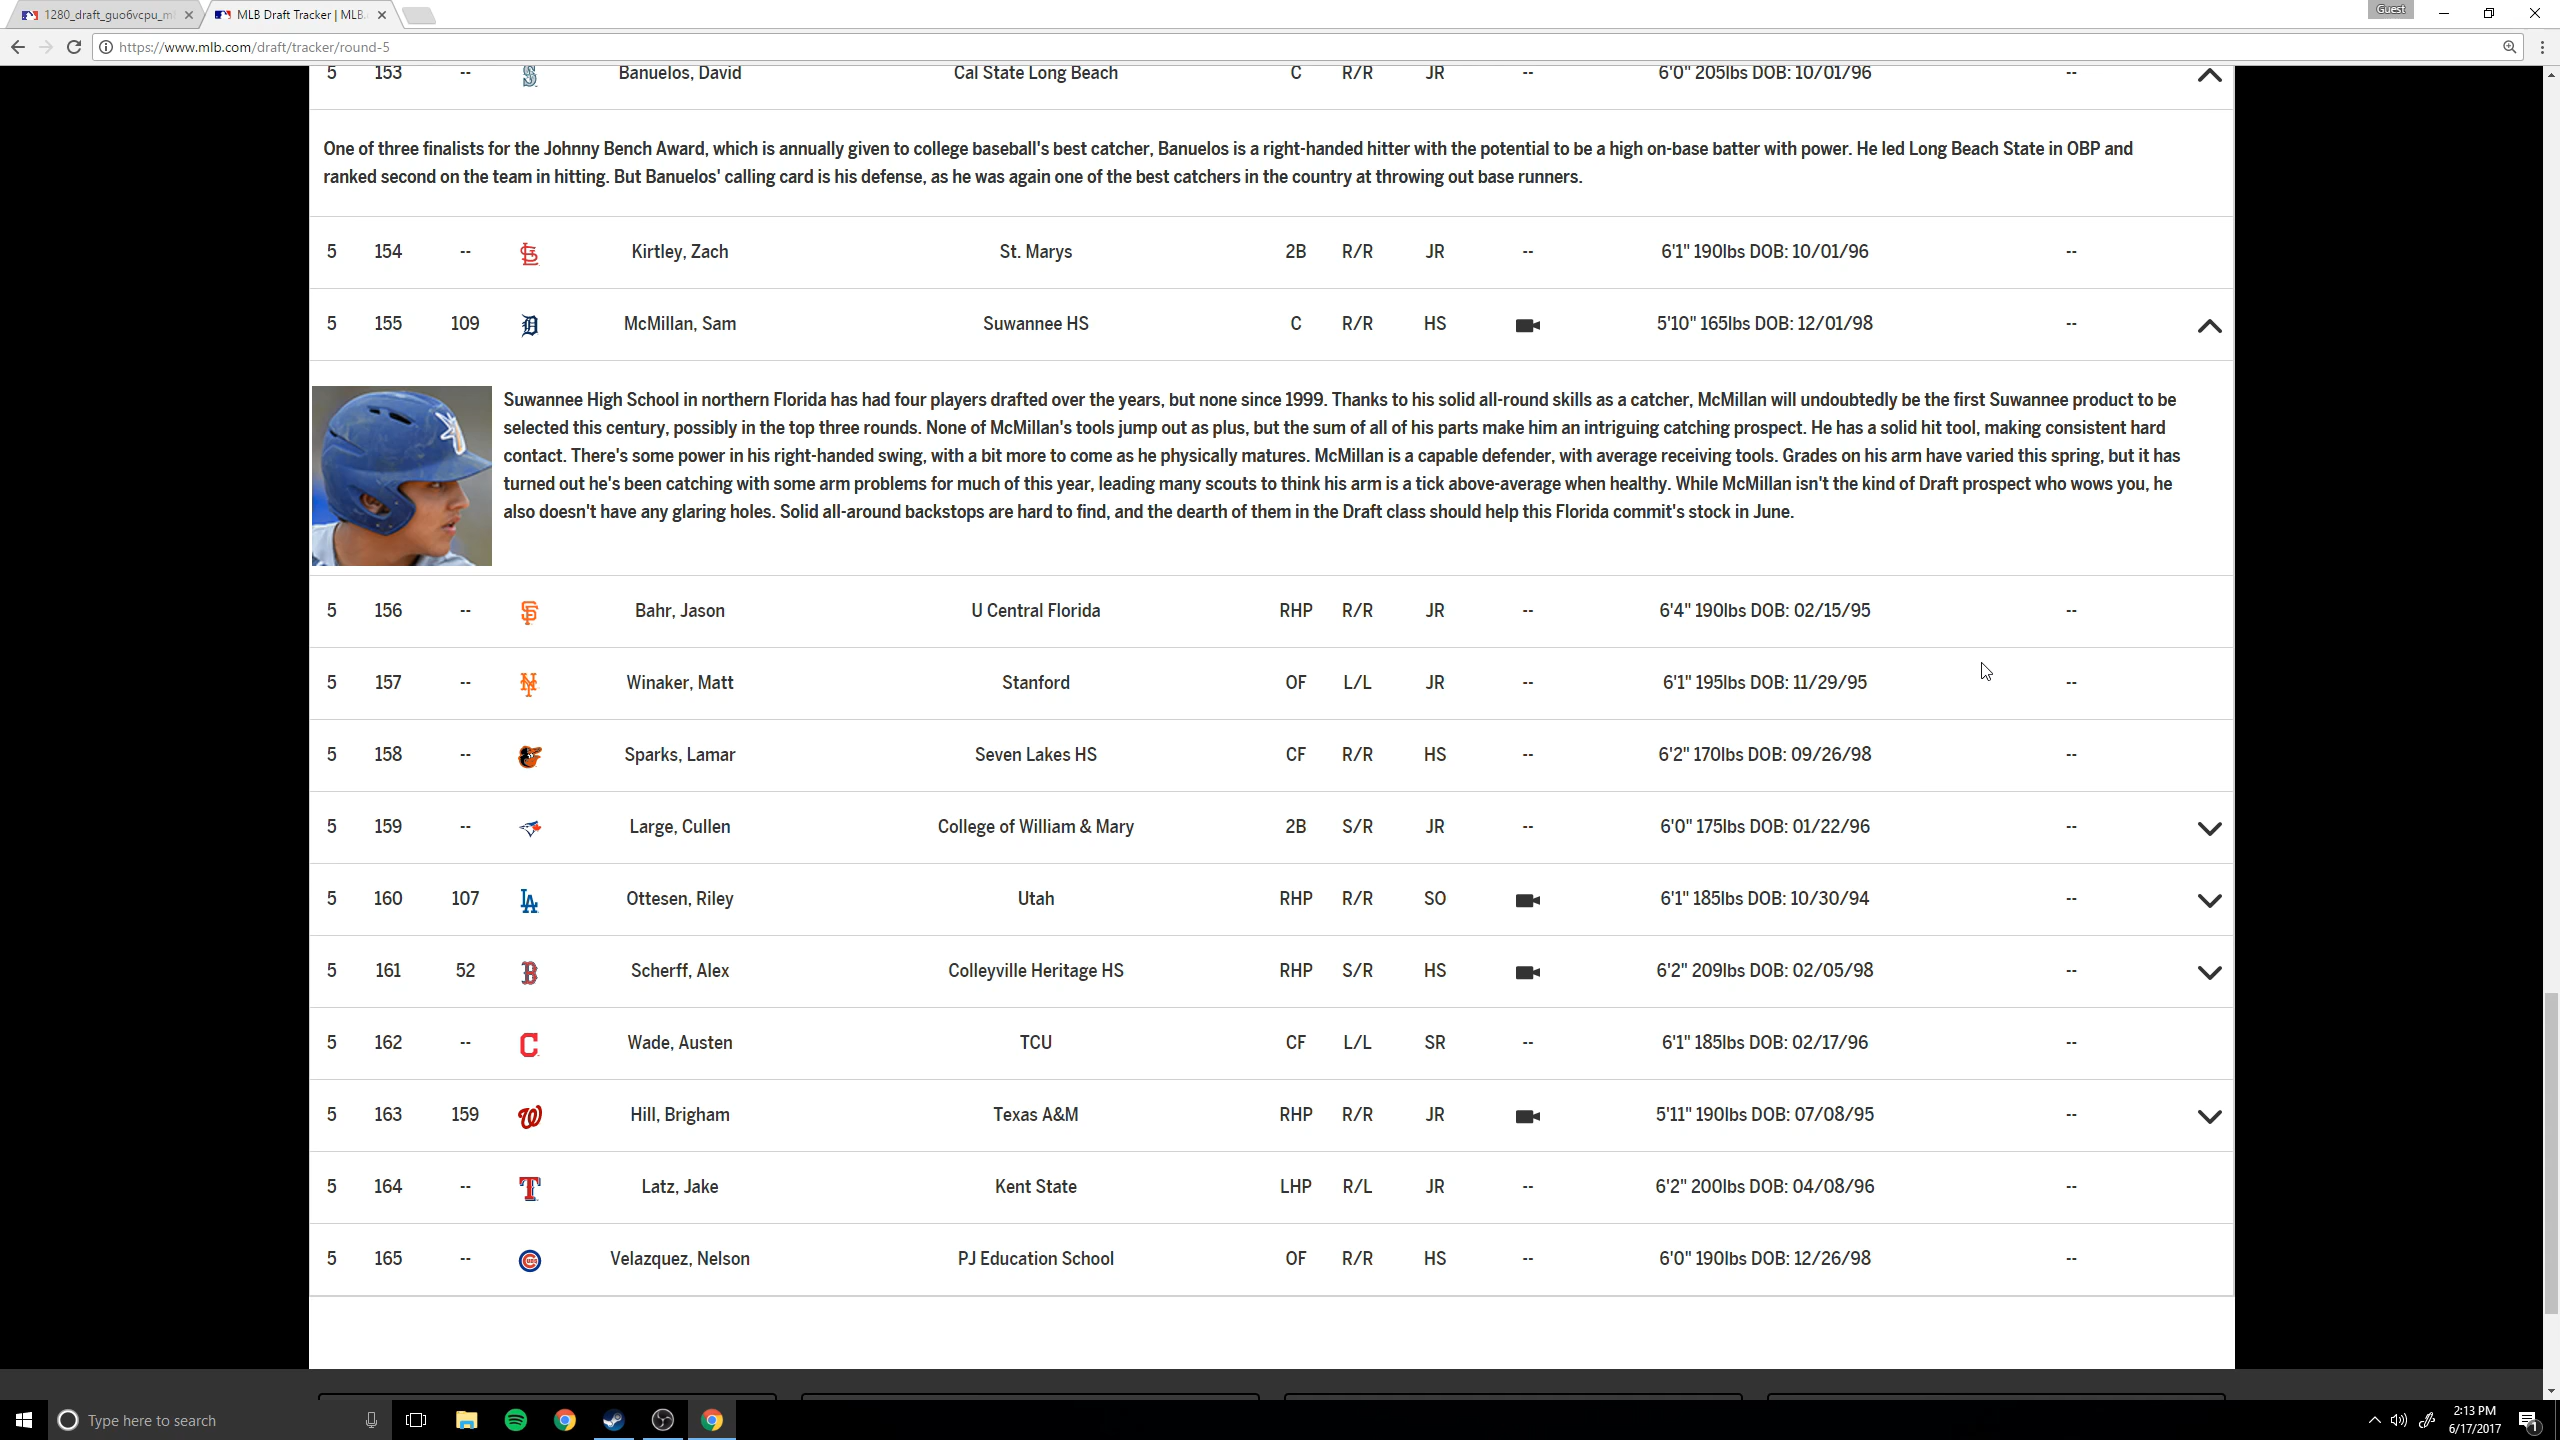 1280_draft_guo6vcpu_m
MLB Draft Tracker | MLB.
Guest
https://www.mlb.com/draft/tracker/round-5
5 153 -- Banuelos, David Cal State Long Beach C R/R JR -- 6'0" 205lbs DOB: 10/01/96 --
One of three finalists for the Johnny Bench Award, which is annually given to college baseball's best catcher, Banuelos is a right-handed hitter with the potential to be a high on-base batter with power. He led Long Beach State in OBP and
ranked second on the team in hitting. But Banuelos' calling card is his defense, as he was again one of the best catchers in the country at throwing out base runners.
5 154 -- Kirtley, Zach St. Marys 2B R/R JR -- 6'1" 190lbs DOB: 10/01/96 --
5 155 109 McMillan, Sam Suwannee HS C R/R HS 5'10" 165lbs DOB: 12/01/98 --
Suwannee High School in northern Florida has had four players drafted over the years, but none since 1999. Thanks to his solid all-round skills as a catcher, McMillan will undoubtedly be the first Suwannee product to be
selected this century, possibly in the top three rounds. None of McMillan's tools jump out as plus, but the sum of all of his parts make him an intriguing catching prospect. He has a solid hit tool, making consistent hard
contact. There's some power in his right-handed swing, with a bit more to come as he physically matures. McMillan is a capable defender, with average receiving tools. Grades on his arm have varied this spring, but it has
turned out he's been catching with some arm problems for much of this year, leading many scouts to think his arm is a tick above-average when healthy. While McMillan isn't the kind of Draft prospect who wows you, he
also doesn't have any glaring holes. Solid all-around backstops are hard to find, and the dearth of them in the Draft class should help this Florida commit's stock in June.
5 156 -- Bahr, Jason U Central Florida RHP R/R JR -- 6'4" 190lbs DOB: 02/15/95 --
5 157 -- Winaker, Matt Stanford OF L/L JR -- 6'1" 195lbs DOB: 11/29/95 --
5 158 -- Sparks, Lamar Seven Lakes HS CF R/R HS -- 6'2" 170lbs DOB: 09/26/98 --
5 159 -- Large, Cullen College of William & Mary 2B S/R JR -- 6'0" 175lbs DOB: 01/22/96 --
5 160 107 LA Ottesen, Riley Utah RHP R/R SO 6'1" 185lbs DOB: 10/30/94 --
5 161 52 B Scherff, Alex Colleyville Heritage HS RHP S/R HS 6'2" 209lbs DOB: 02/05/98 --
5 162 -- C Wade, Austen TCU CF L/L SR -- 6'1" 185lbs DOB: 02/17/96 --
5 163 159 W Hill, Brigham Texas A&M RHP R/R JR 5'11" 190lbs DOB: 07/08/95 --
5 164 -- T Latz, Jake Kent State LHP R/L JR -- 6'2" 200lbs DOB: 04/08/96 --
5 165 -- Velazquez, Nelson PJ Education School OF R/R HS -- 6'0" 190lbs DOB: 12/26/98 --
Type here to search
2:13 PM
6/17/2017
1